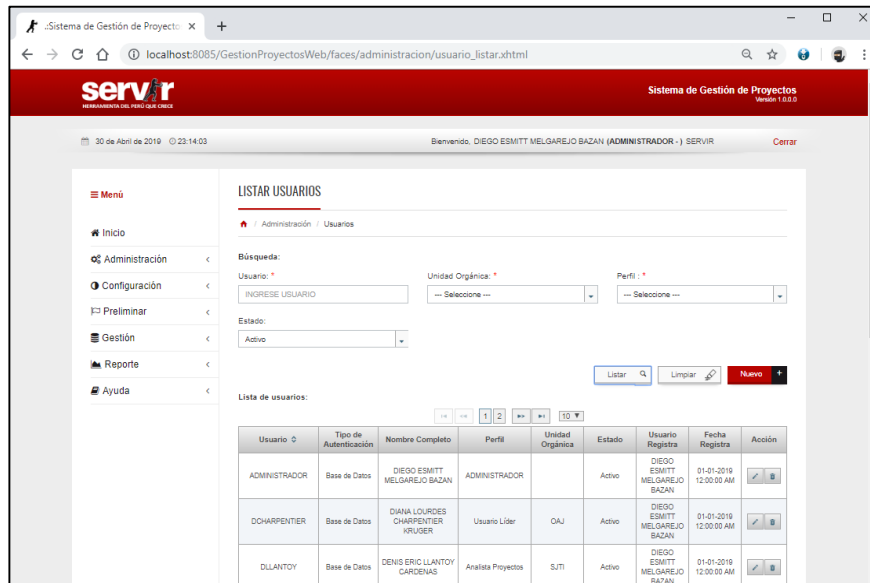 .:Sistema de Gestión de Proyecto
localhost:8085/GestionProyectosWeb/faces/administracion/usuario_listar.xhtml
servir
HERRAMIENTA DEL PERÚ QUE CRECE
Sistema de Gestión de Proyectos
Versión 1.0.0.0
30 de Abril de 2019 23:14:03
Bienvenido, DIEGO ESMITT MELGAREJO BAZAN (ADMINISTRADOR - ) SERVIR
Cerrar
Menú
Inicio
Administración
Configuración
Preliminar
Gestión
Reporte
Ayuda
LISTAR USUARIOS
/ Administración / Usuarios
Búsqueda:
Usuario: * Unidad Orgánica: * Perfil : *
INGRESE USUARIO --- Seleccione --- --- Seleccione ---
Estado:
Activo
Listar Limpiar Nuevo +
Lista de usuarios:
1 2 10
Usuario Tipo de Autenticación Nombre Completo Perfil Unidad Orgánica Estado Usuario Registra Fecha Registra Acción
ADMINISTRADOR Base de Datos DIEGO ESMITT MELGAREJO BAZAN ADMINISTRADOR Activo DIEGO ESMITT MELGAREJO BAZAN 01-01-2019 12:00:00 AM
DCHARPENTIER Base de Datos DIANA LOURDES CHARPENTIER KRUGER Usuario Líder OAJ Activo DIEGO ESMITT MELGAREJO BAZAN 01-01-2019 12:00:00 AM
DLLANTOY Base de Datos DENIS ERIC LLANTOY CARDENAS Analista Proyectos SJTI Activo DIEGO ESMITT MELGAREJO BAZAN 01-01-2019 12:00:00 AM